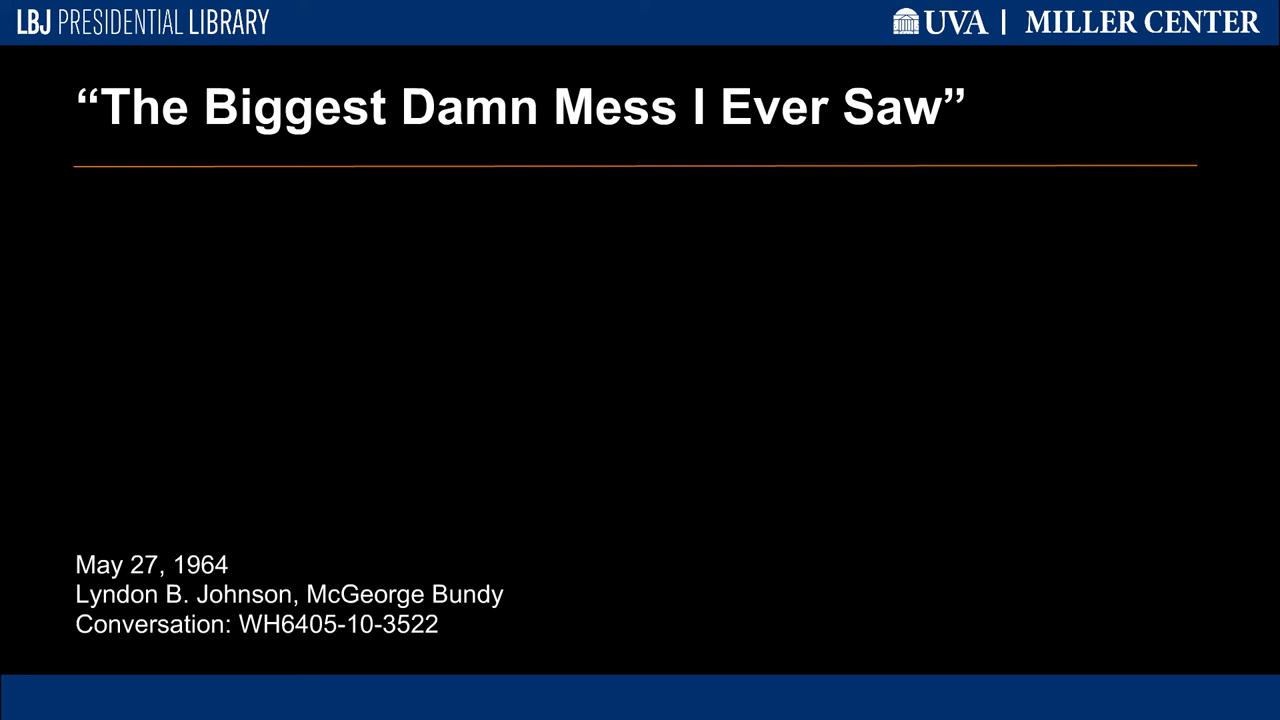 LBJ PRESIDENTIAL LIBRARY
UVA | MILLER CENTER
“The Biggest Damn Mess I Ever Saw”
May 27, 1964
Lyndon B. Johnson, McGeorge Bundy
Conversation: WH6405-10-3522